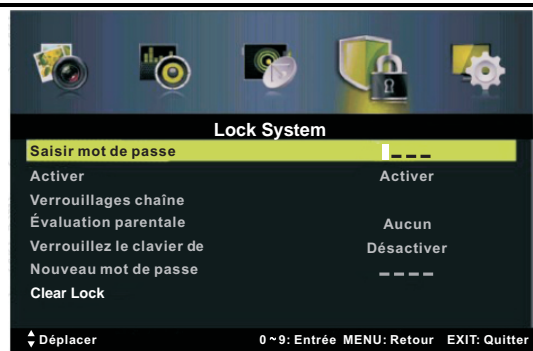 Lock System
Saisir mot de passe _ _ _
Activer Activer
Verrouillages chaîne
Évaluation parentale Aucun
Verrouillez le clavier de Désactiver
Nouveau mot de passe _ _ _ _
Clear Lock
Déplacer 0~9: Entrée MENU: Retour EXIT: Quitter